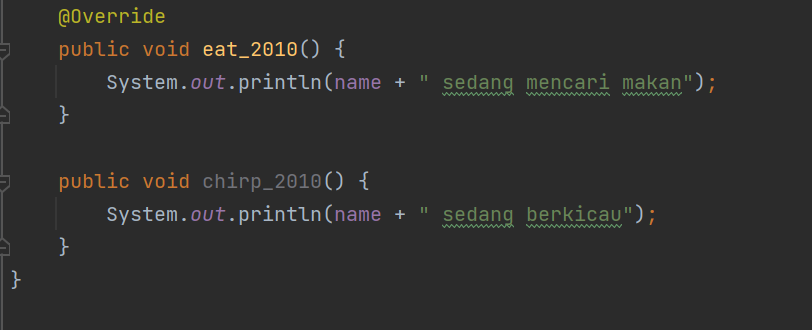 @Override
public void eat_2010() {
System.out.println(name + " sedang mencari makan");
}
public void chirp_2010() {
System.out.println(name + " sedang berkicau");
}
}